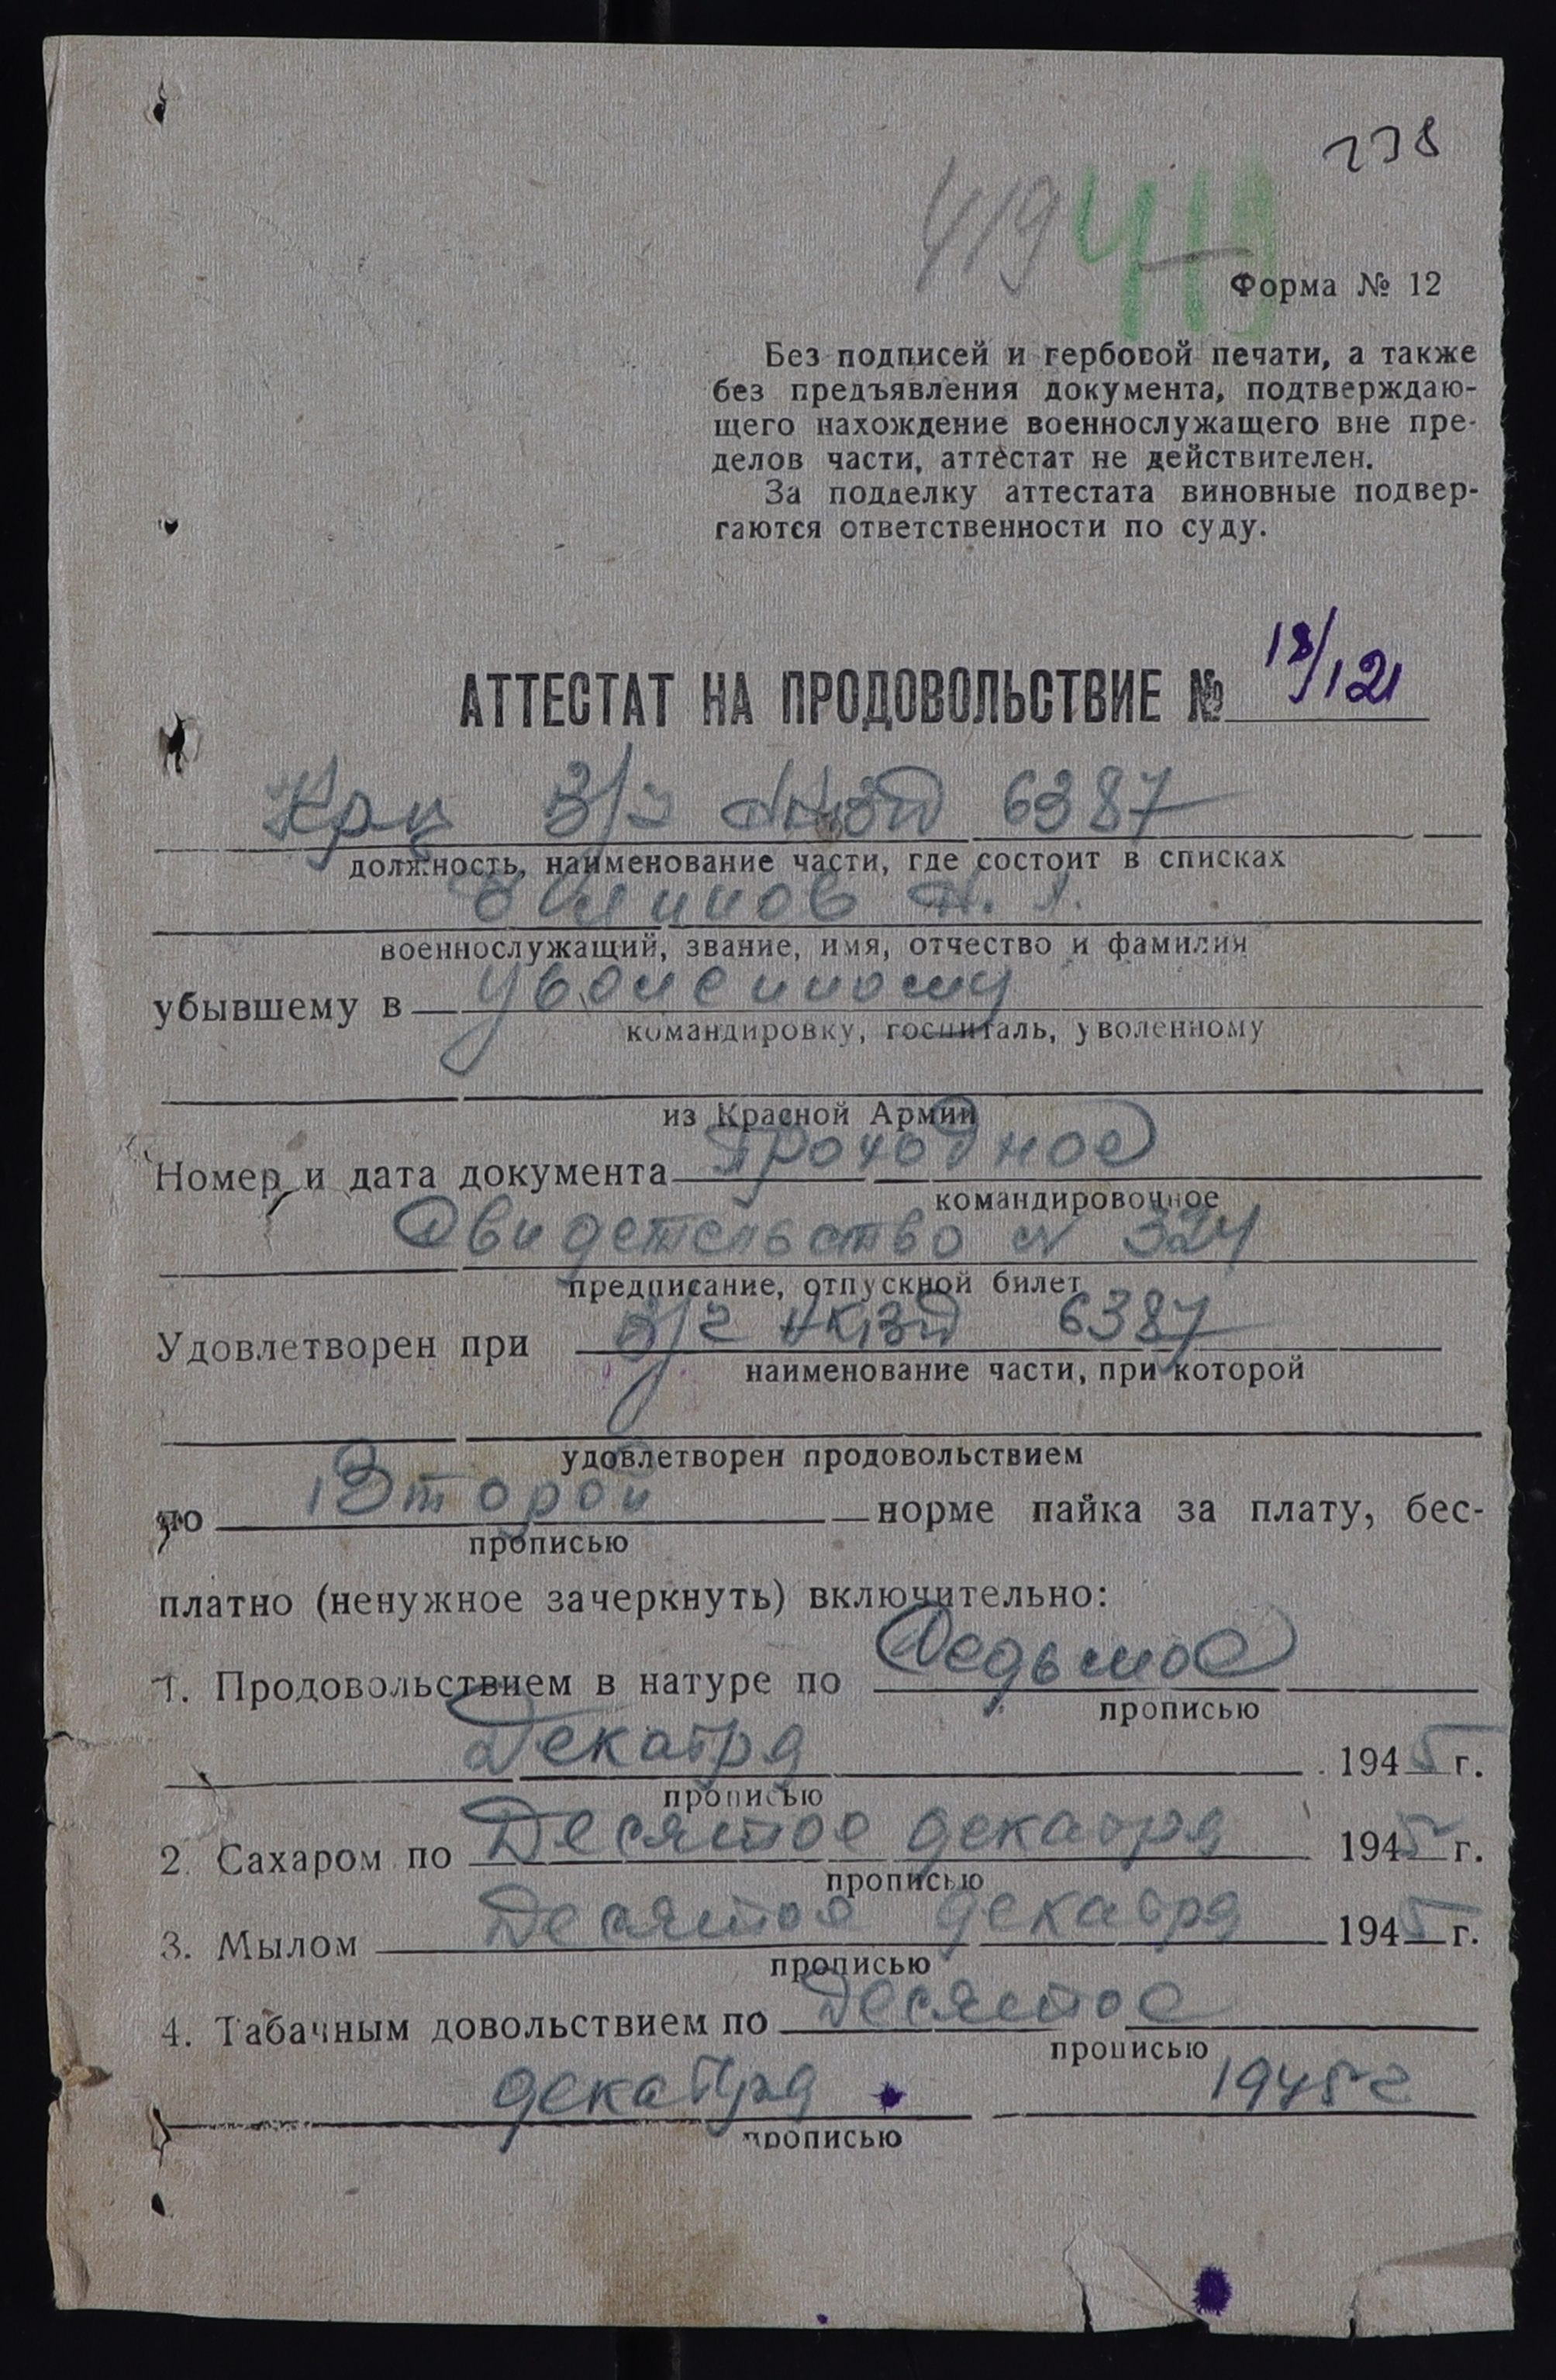 238
419 419
Форма № 12
Без подписей и гербовой печати, а также
без предъявления документа, подтверждаю-
щего нахождение военнослужащего вне пре-
делов части, аттестат не действителен.
За подделку аттестата виновные подвер-
гаются ответственности по суду.
АТТЕСТАТ НА ПРОДОВОЛЬСТВИЕ № 18/121
6387
должность, наименование части, где состоит в списках
военнослужащий, звание, имя, отчество и фамилия
убывшему в уволенному
командировку, госпиталь, уволенному
из Красной Армии
Номер и дата документа Проходное
командировочное
Свидетельство № 324
предписание, отпускной билет
Удовлетворен при 6387
наименование части, при которой
удовлетворен продовольствием
по Второй норме пайка за плату, бес-
прописью
платно (ненужное зачеркнуть) включительно:
1. Продовольствием в натуре по Седьмое
прописью
Декабря 1945 г.
прописью
2. Сахаром по Десятое декабря 1945 г.
прописью
3. Мылом Десятое декабря 1945 г.
прописью
4. Табачным довольствием по Десятое
прописью
декабря 1945 г
прописью